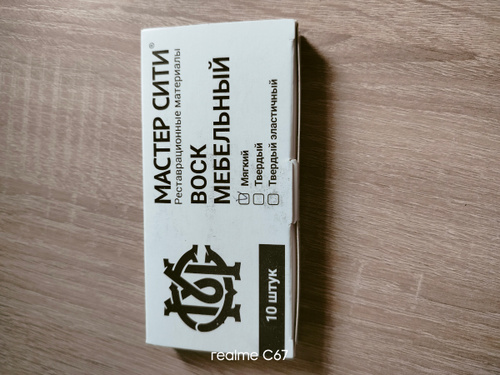 МАСТЕР СИТИ®
Реставрационные материалы
ВОСК
МЕБЕЛЬНЫЙ
Мягкий
Твердый
Твердый эластичный
10 штук
realme C67